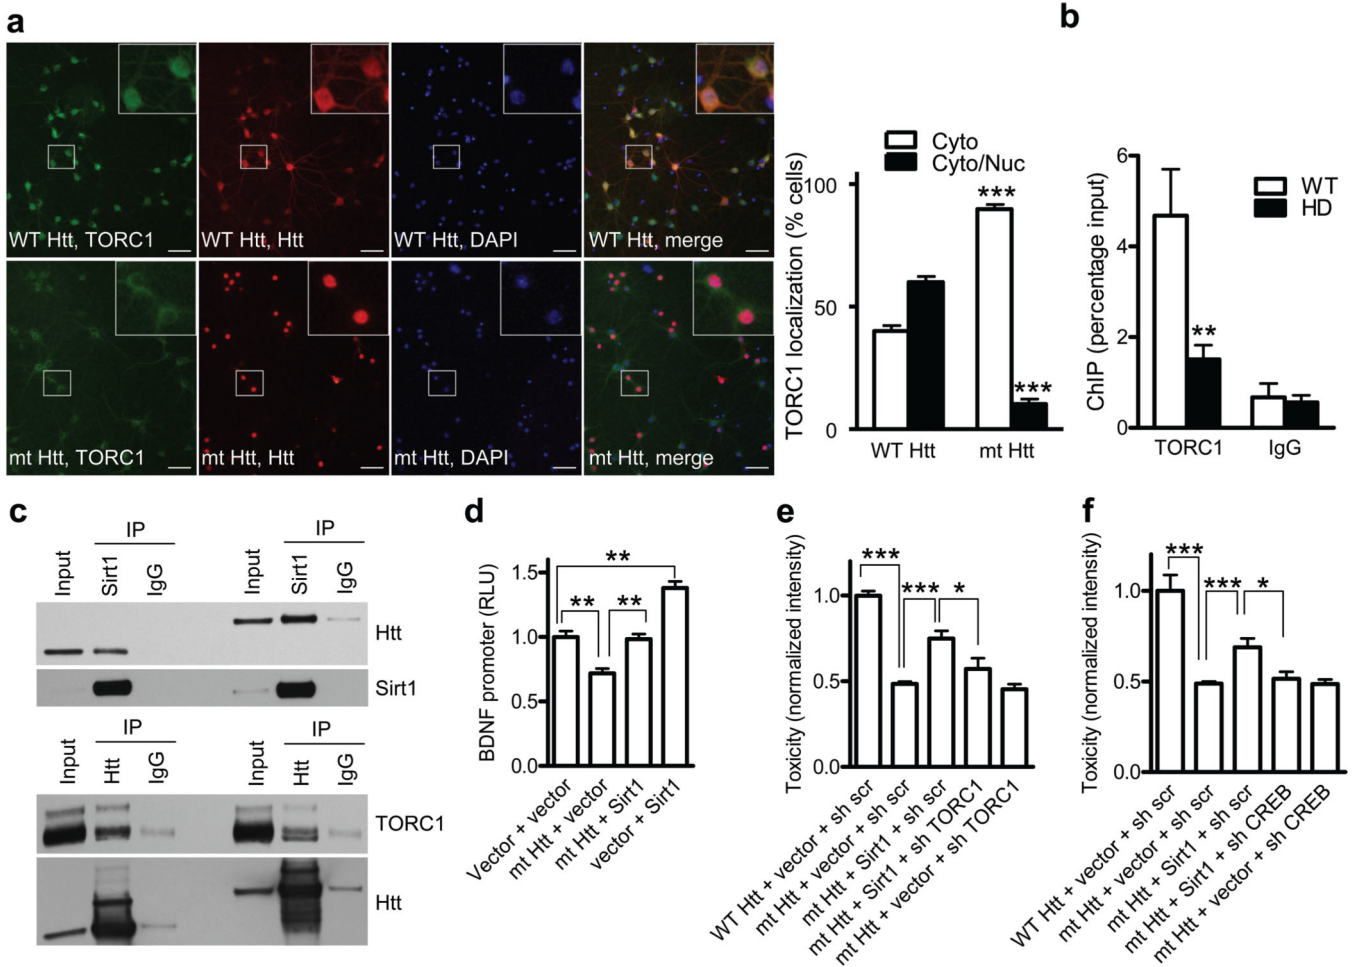 a
WT Htt, TORC1
WT Htt, Htt
WT Htt, DAPI
WT Htt, merge
mt Htt, TORC1
mt Htt, Htt
mt Htt, DAPI
mt Htt, merge
TORC1 localization (% cells)
Cyto
Cyto/Nuc
100
50
0
***
***
WT Htt
mt Htt
b
ChIP (percentage input)
6
4
2
0
WT
HD
**
TORC1
IgG
c
IP
IP
Input
Sirt1
IgG
Input
Sirt1
IgG
Htt
Sirt1
IP
IP
Input
Htt
IgG
Input
Htt
IgG
TORC1
Htt
d
BDNF promoter (RLU)
1.5
1.0
0.5
0.0
**
**
**
Vector + vector
mt Htt + vector
mt Htt + Sirt1
vector + Sirt1
e
Toxicity (normalized intensity)
1.0
0.5
0.0
***
***
*
WT Htt + vector + sh scr
mt Htt + vector + sh scr
mt Htt + Sirt1 + sh scr
mt Htt + Sirt1 + sh TORC1
mt Htt + vector + sh TORC1
f
Toxicity (normalized intensity)
1.0
0.5
0.0
***
***
*
WT Htt + vector + sh scr
mt Htt + vector + sh scr
mt Htt + Sirt1 + sh scr
mt Htt + Sirt1 + sh CREB
mt Htt + vector + sh CREB